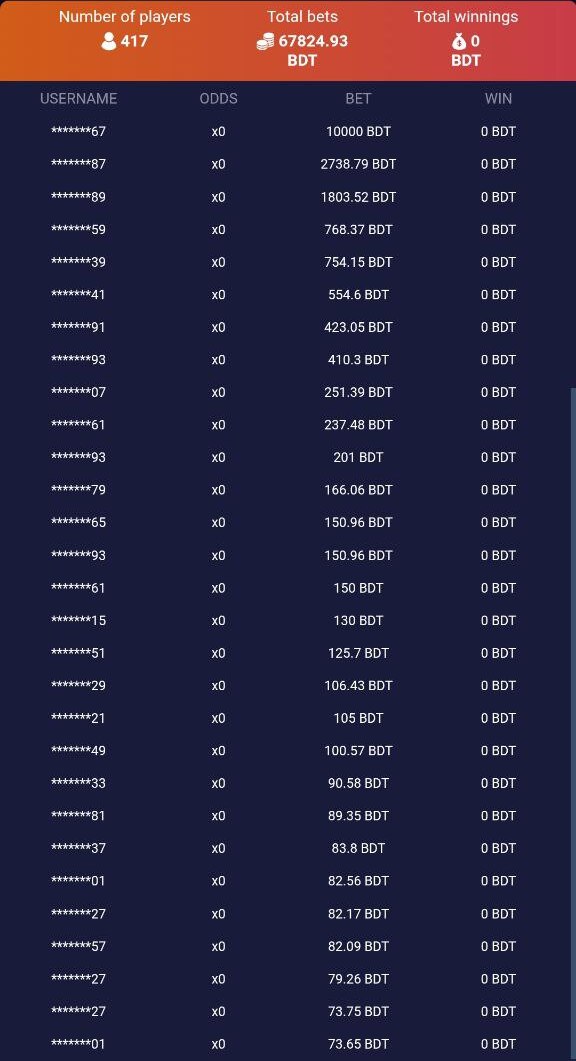 Number of players Total bets Total winnings
417 67824.93 BDT 0 BDT
USERNAME ODDS BET WIN
*******67 x0 10000 BDT 0 BDT
*******87 x0 2738.79 BDT 0 BDT
*******89 x0 1803.52 BDT 0 BDT
*******59 x0 768.37 BDT 0 BDT
*******39 x0 754.15 BDT 0 BDT
*******41 x0 554.6 BDT 0 BDT
*******91 x0 423.05 BDT 0 BDT
*******93 x0 410.3 BDT 0 BDT
*******07 x0 251.39 BDT 0 BDT
*******61 x0 237.48 BDT 0 BDT
*******93 x0 201 BDT 0 BDT
*******79 x0 166.06 BDT 0 BDT
*******65 x0 150.96 BDT 0 BDT
*******93 x0 150.96 BDT 0 BDT
*******61 x0 150 BDT 0 BDT
*******15 x0 130 BDT 0 BDT
*******51 x0 125.7 BDT 0 BDT
*******29 x0 106.43 BDT 0 BDT
*******21 x0 105 BDT 0 BDT
*******49 x0 100.57 BDT 0 BDT
*******33 x0 90.58 BDT 0 BDT
*******81 x0 89.35 BDT 0 BDT
*******37 x0 83.8 BDT 0 BDT
*******01 x0 82.56 BDT 0 BDT
*******27 x0 82.17 BDT 0 BDT
*******57 x0 82.09 BDT 0 BDT
*******27 x0 79.26 BDT 0 BDT
*******27 x0 73.75 BDT 0 BDT
*******01 x0 73.65 BDT 0 BDT